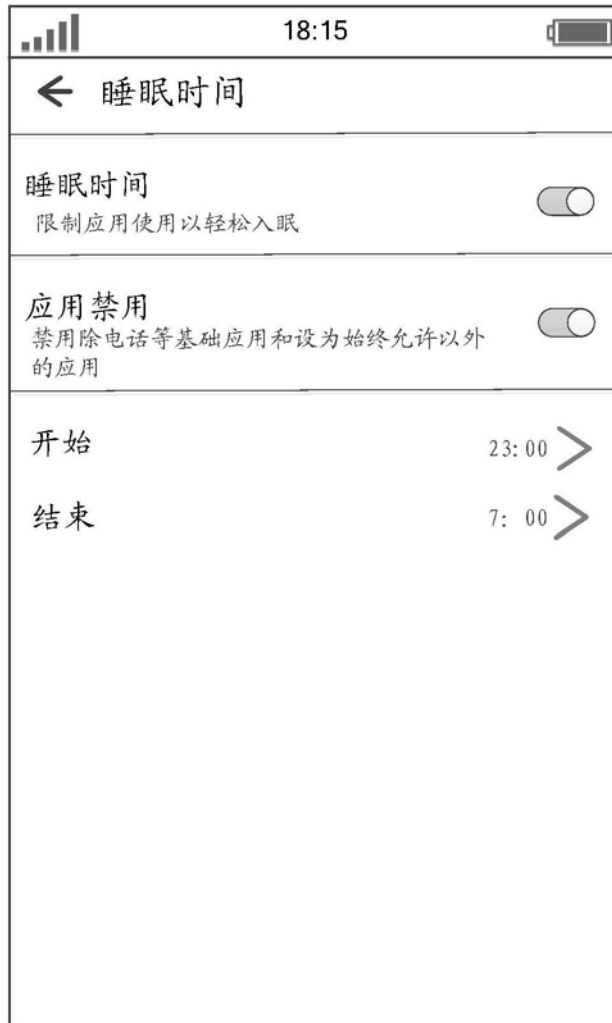 18:15
睡眠时间
睡眠时间
限制应用使用以轻松入眠
应用禁用
禁用除电话等基础应用和设为始终允许以外
的应用
开始 23:00
结束 7: 00